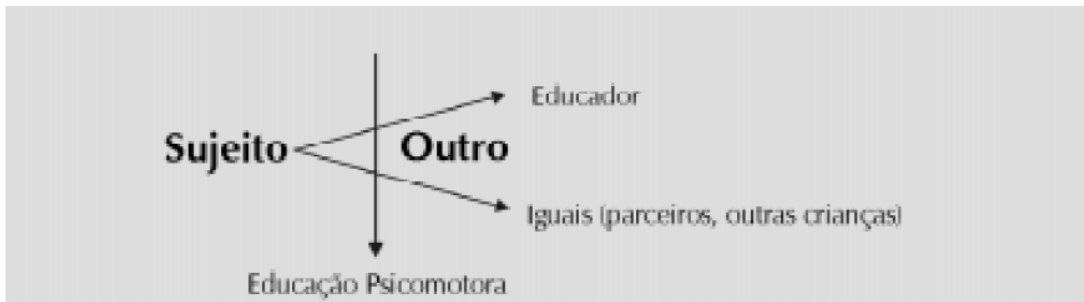 Educador
Sujeito Outro
Iguais (parceiros, outras crianças)
Educação Psicomotora